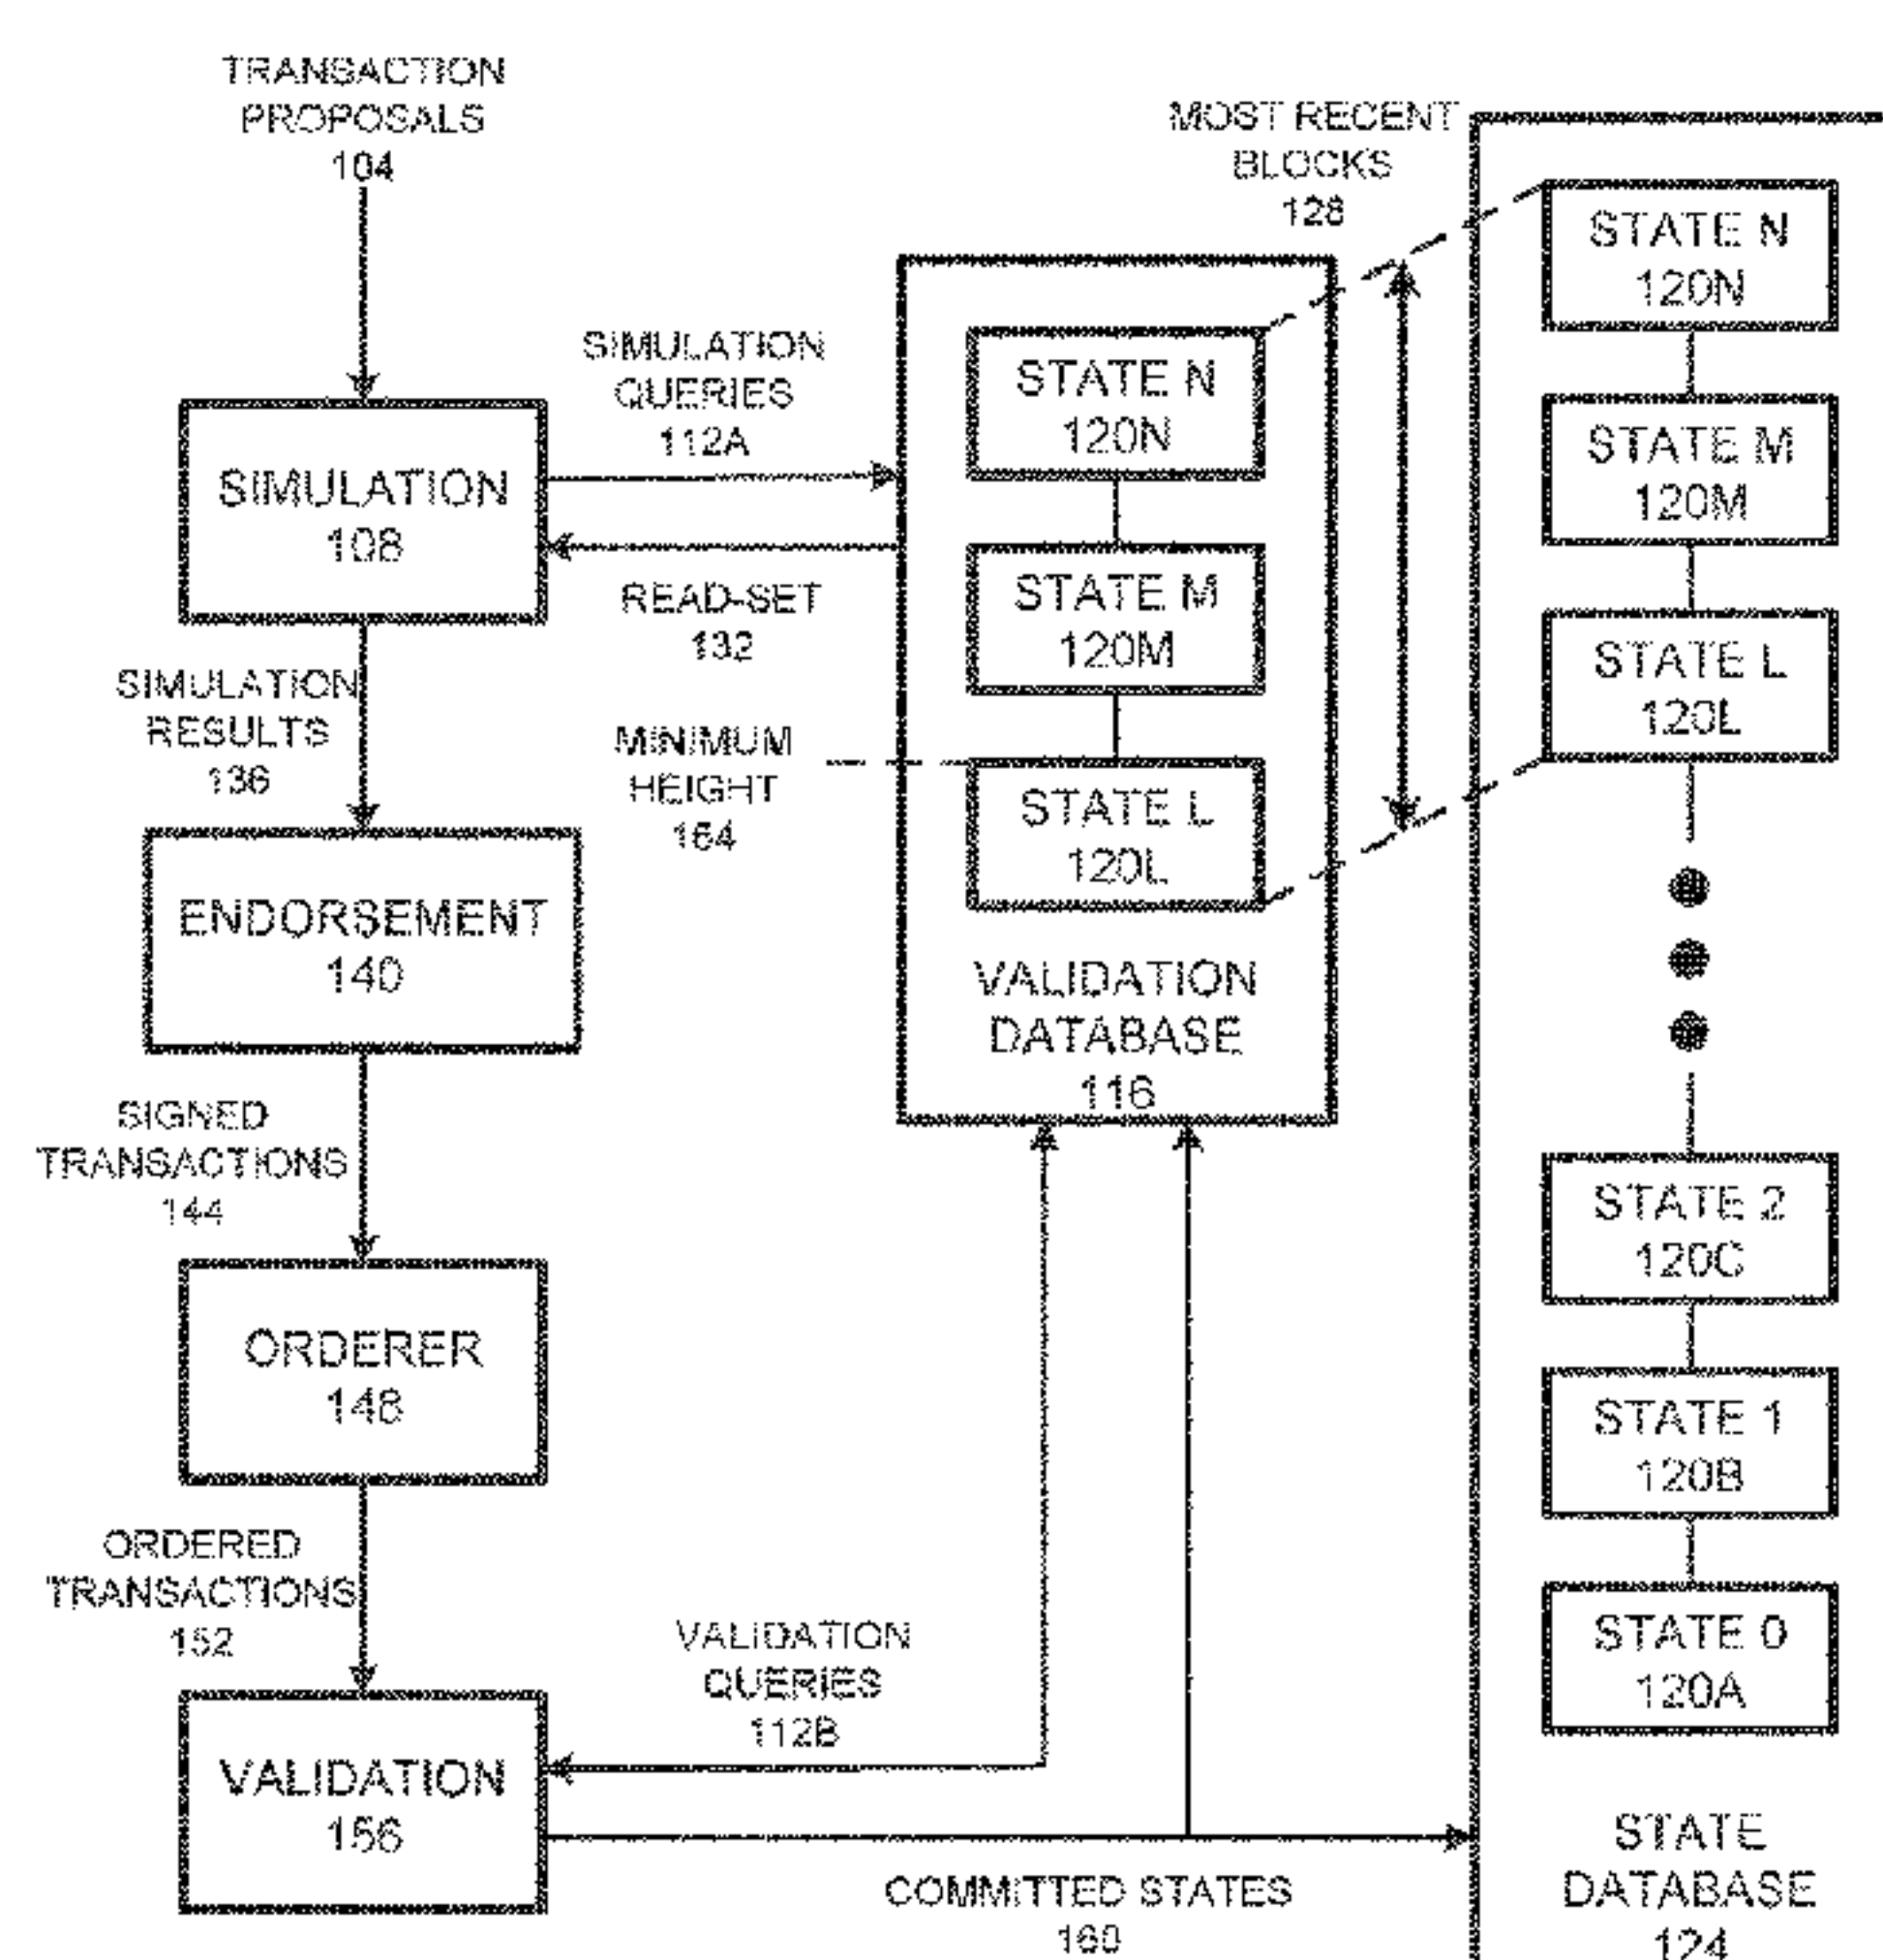 TRANSACTION
PROPOSALS
104
SIMULATION
108
SIMULATION
QUERIES
112A
READ-SET
132
SIMULATION
RESULTS
136
ENDORSEMENT
140
SIGNED
TRANSACTIONS
144
ORDERER
148
ORDERED
TRANSACTIONS
152
VALIDATION
156
VALIDATION
QUERIES
112B
COMMITTED STATES
160
MINIMUM
HEIGHT
164
STATE N
120N
STATE M
120M
STATE L
120L
VALIDATION
DATABASE
116
MOST RECENT
BLOCKS
128
STATE N
120N
STATE M
120M
STATE L
120L
STATE 2
120C
STATE 1
120B
STATE 0
120A
STATE
DATABASE
124